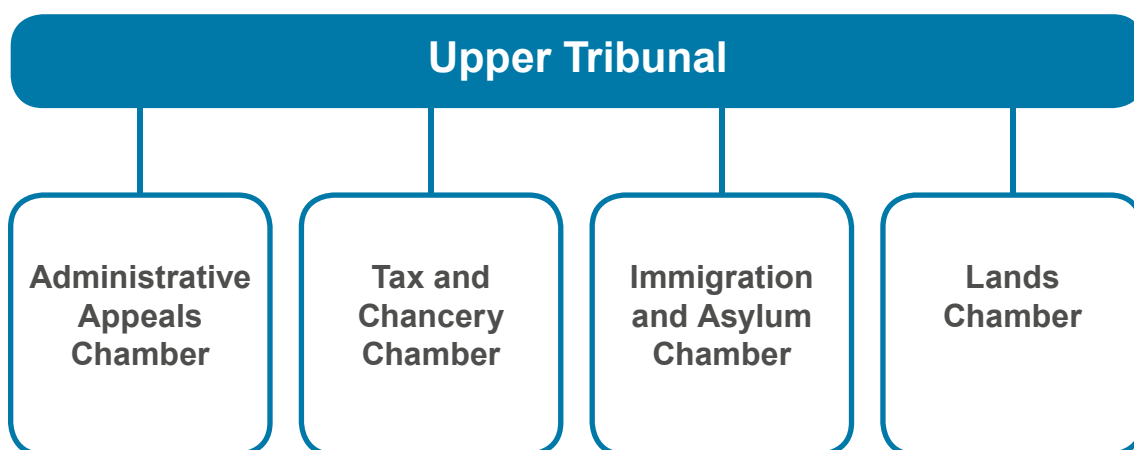 Upper Tribunal
Administrative
Appeals
Chamber
Tax and
Chancery
Chamber
Immigration
and Asylum
Chamber
Lands
Chamber